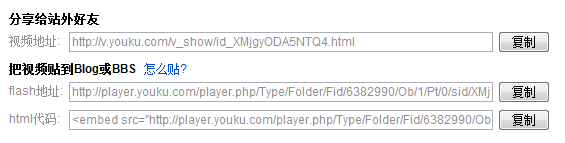 分享给站外好友
视频地址: http://v.youku.com/v_show/id_XMjgyODA5NTQ4.html 复制
把视频贴到Blog或BBS 怎么贴?
flash地址: http://player.youku.com/player.php/Type/Folder/Fid/6382990/Ob/1/Pt/0/sid/XMj 复制
html代码: <embed src="http://player.youku.com/player.php/Type/Folder/Fid/6382990/Ob 复制